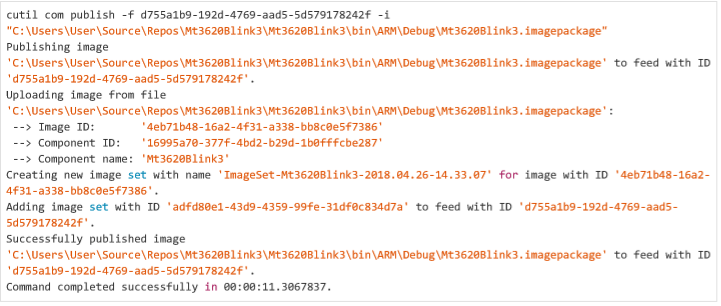 cutil com publish -f d755a1b9-192d-4769-aad5-5d579178242f -i
"C:\Users\User\Source\Repos\Mt3620Blink3\Mt3620Blink3\bin\ARM\Debug\Mt3620Blink3.imagepackage"
Publishing image
'C:\Users\User\Source\Repos\Mt3620Blink3\Mt3620Blink3\bin\ARM\Debug\Mt3620Blink3.imagepackage' to feed with ID
'd755a1b9-192d-4769-aad5-5d579178242f'.
Uploading image from file
'C:\Users\User\Source\Repos\Mt3620Blink3\Mt3620Blink3\bin\ARM\Debug\Mt3620Blink3.imagepackage':
 --> Image ID:       '4eb71b48-16a2-4f31-a338-bb8c0e5f7386'
 --> Component ID:   '16995a70-377f-4bd2-b29d-1b0fffcbe287'
 --> Component name: 'Mt3620Blink3'
Creating new image set with name 'ImageSet-Mt3620Blink3-2018.04.26-14.33.07' for image with ID '4eb71b48-16a2-
4f31-a338-bb8c0e5f7386'.
Adding image set with ID 'adfd80e1-43d9-4359-99fe-31df0c834d7a' to feed with ID 'd755a1b9-192d-4769-aad5-
5d579178242f'.
Successfully published image
'C:\Users\User\Source\Repos\Mt3620Blink3\Mt3620Blink3\bin\ARM\Debug\Mt3620Blink3.imagepackage' to feed with ID
'd755a1b9-192d-4769-aad5-5d579178242f'.
Command completed successfully in 00:00:11.3067837.